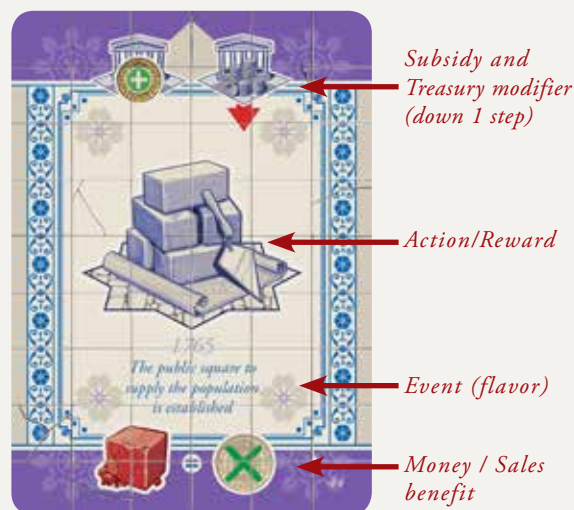 Subsidy and
Treasury modifier
(down 1 step)
Action/Reward
1765
The public square to
supply the population
is established
Event (flavor)
Money / Sales
benefit